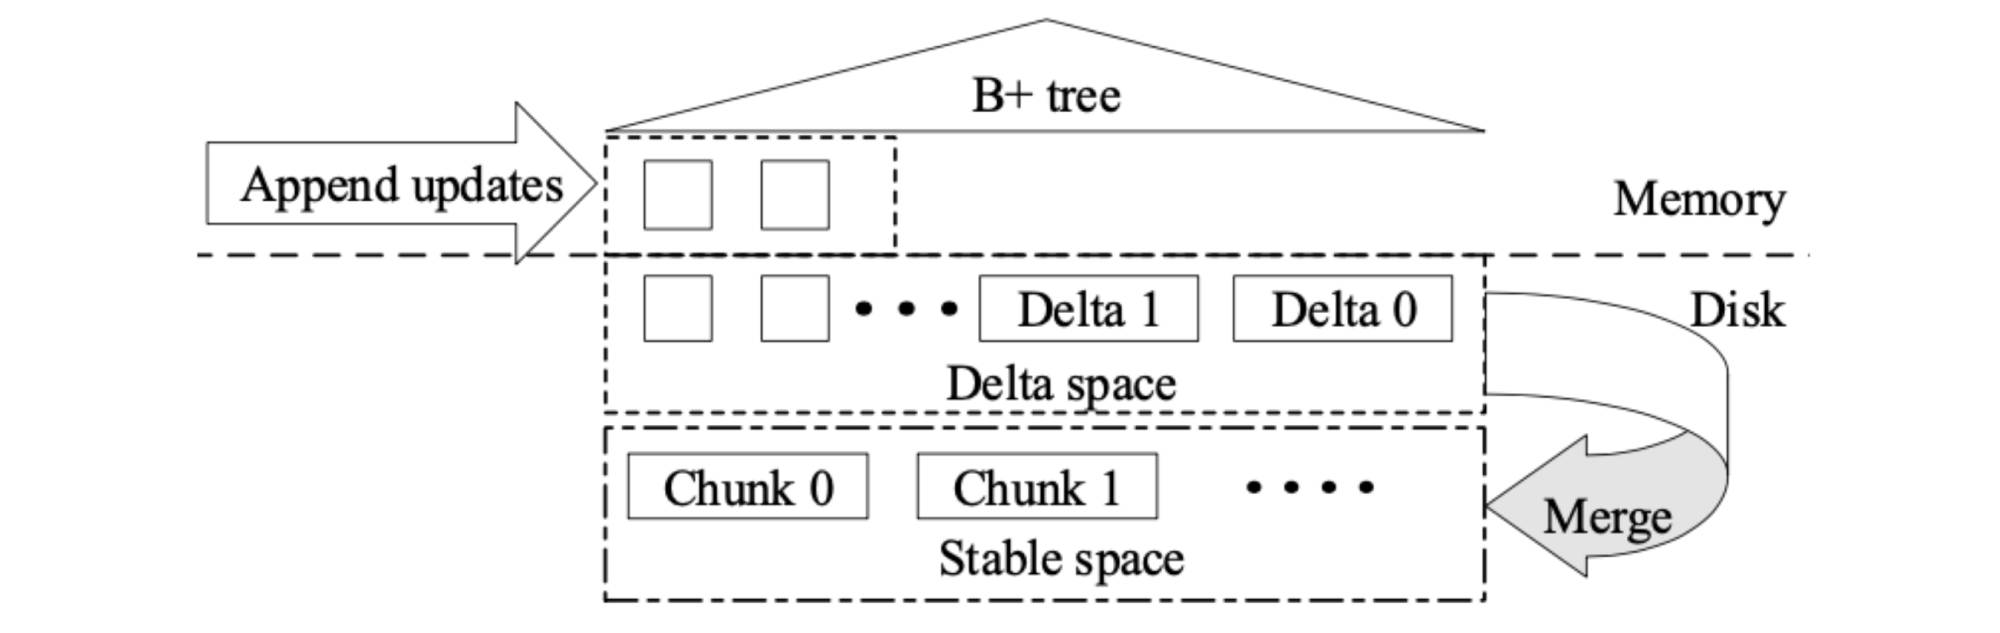 B+ tree
Append updates
Memory
Disk
Delta 1
Delta 0
Delta space
Chunk 0
Chunk 1
Merge
Stable space